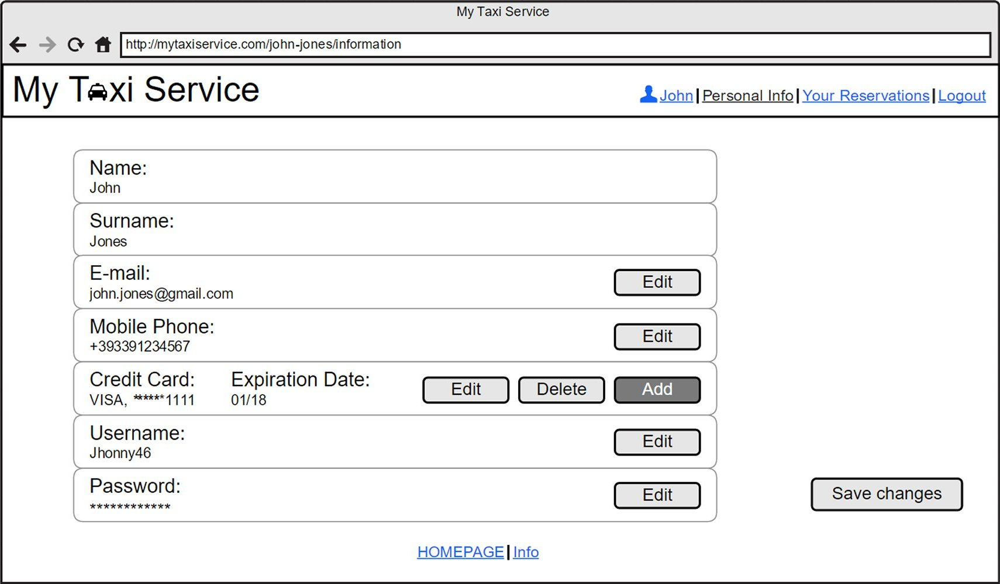 My Taxi Service
http://mytaxiservice.com/john-jones/information
My Taxi Service
John | Personal Info | Your Reservations | Logout
Name:
John
Surname:
Jones
E-mail:
john.jones@gmail.com
Edit
Mobile Phone:
+393391234567
Edit
Credit Card: Expiration Date:
VISA, ******1111 01/18
Edit Delete Add
Username:
Jhonny46
Edit
Password:
************
Edit
Save changes
HOMEPAGE | Info